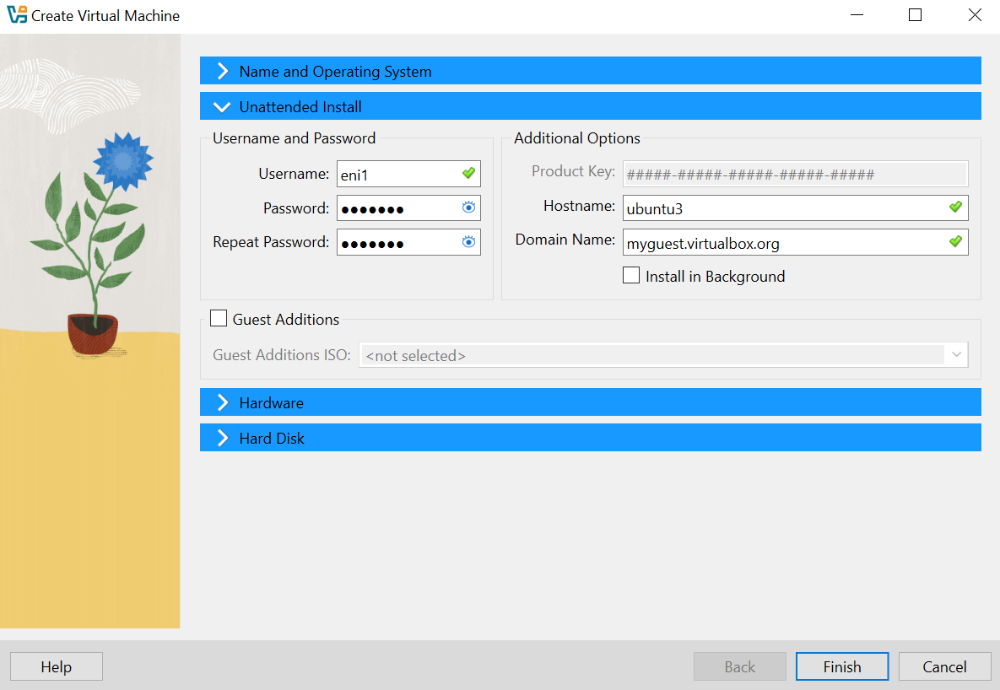 Create Virtual Machine
Name and Operating System
Unattended Install
Username and Password
Username: eni1
Password: ●●●●●●●
Repeat Password: ●●●●●●●
Additional Options
Product Key: #####-#####-#####-#####-#####
Hostname: ubuntu3
Domain Name: myguest.virtualbox.org
Install in Background
Guest Additions
Guest Additions ISO: <not selected>
Hardware
Hard Disk
Help Back Finish Cancel